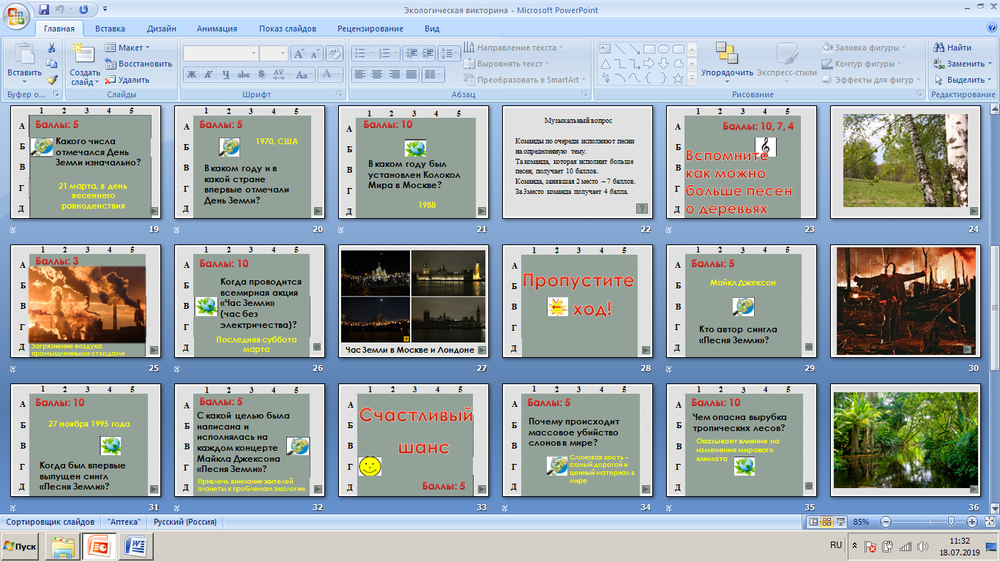 Экологическая викторина - Microsoft PowerPoint
Главная Вставка Дизайн Анимация Показ слайдов Рецензирование Вид
Вставить
Буфер о...
Создать слайд
Макет
Восстановить
Удалить
Слайды
Ж К Ч abc S AV Aa A
Шрифт
Абзац
Направление текста
Выровнять текст
Преобразовать в SmartArt
Упорядочить
Экспресс-стили
Заливка фигуры
Контур фигуры
Эффекты для фигур
Рисование
Найти
Заменить
Выделить
Редактирование
1 2 3 4 5
А
Б
В
Г
Д
Баллы: 5
Какого числа
отмечался День
Земли изначально?
21 марта, в день
весеннего
равноденствия
19
1 2 3 4 5
А
Б
В
Г
Д
Баллы: 5
1970, США
В каком году и в
какой стране
впервые отмечали
День Земли?
20
1 2 3 4 5
А
Б
В
Г
Д
Баллы: 10
В каком году был
установлен Колокол
Мира в Москве?
1988
21
Музыкальный вопрос
Команды по очереди исполняют песни
на определенную тему.
Та команда, которая исполнит больше
песен, получает 10 баллов.
Команда, занявшая 2 место – 7 баллов.
За 3место команда получает 4 балла.
?
22
1 2 3 4 5
А
Б
В
Г
Д
Баллы: 10, 7, 4
Вспомните
как можно
больше песен
о деревьях
23
24
1 2 3 4 5
А
Б
В
Г
Д
Баллы: 3
Загрязнение воздуха
промышленными отходами
25
1 2 3 4 5
А
Б
В
Г
Д
Баллы: 10
Когда проводится
всемирная акция
«Час Земли»
(час без
электричества)?
Последняя суббота
марта
26
Час Земли в Москве и Лондоне
27
1 2 3 4 5
А
Б
В
Г
Д
Пропустите
ход!
28
1 2 3 4 5
А
Б
В
Г
Д
Баллы: 5
Майкл Джексон
Кто автор сингла
«Песня Земли»?
29
30
1 2 3 4 5
А
Б
В
Г
Д
Баллы: 10
27 ноября 1995 года
Когда был впервые
выпущен сингл
«Песня Земли»?
31
1 2 3 4 5
А
Б
В
Г
Д
Баллы: 5
С какой целью была
написана и
исполнялась на
каждом концерте
Майкла Джексона
«Песня Земли»?
Привлечь внимание жителей
планеты к проблемам экологии
32
1 2 3 4 5
А
Б
В
Г
Д
Счастливый
шанс
Баллы: 5
33
1 2 3 4 5
А
Б
В
Г
Д
Баллы: 5
Почему происходит
массовое убийство
слонов в мире?
Слоновая кость –
самый дорогой и
ценный материал в
мире
34
1 2 3 4 5
А
Б
В
Г
Д
Баллы: 10
Чем опасна вырубка
тропических лесов?
Оказывает влияние на
изменение мирового
климата
35
36
Сортировщик слайдов "Аптека" Русский (Россия) 85%
Пуск RU 11:32
18.07.2019